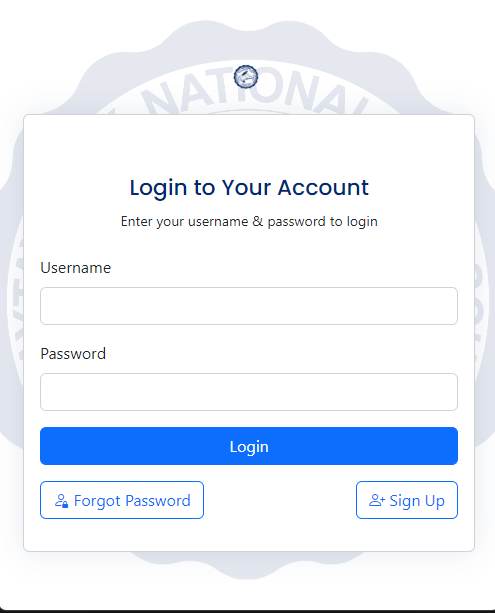 NATIONAL
Login to Your Account
Enter your username & password to login
Username
Password
Login
Forgot Password
Sign Up